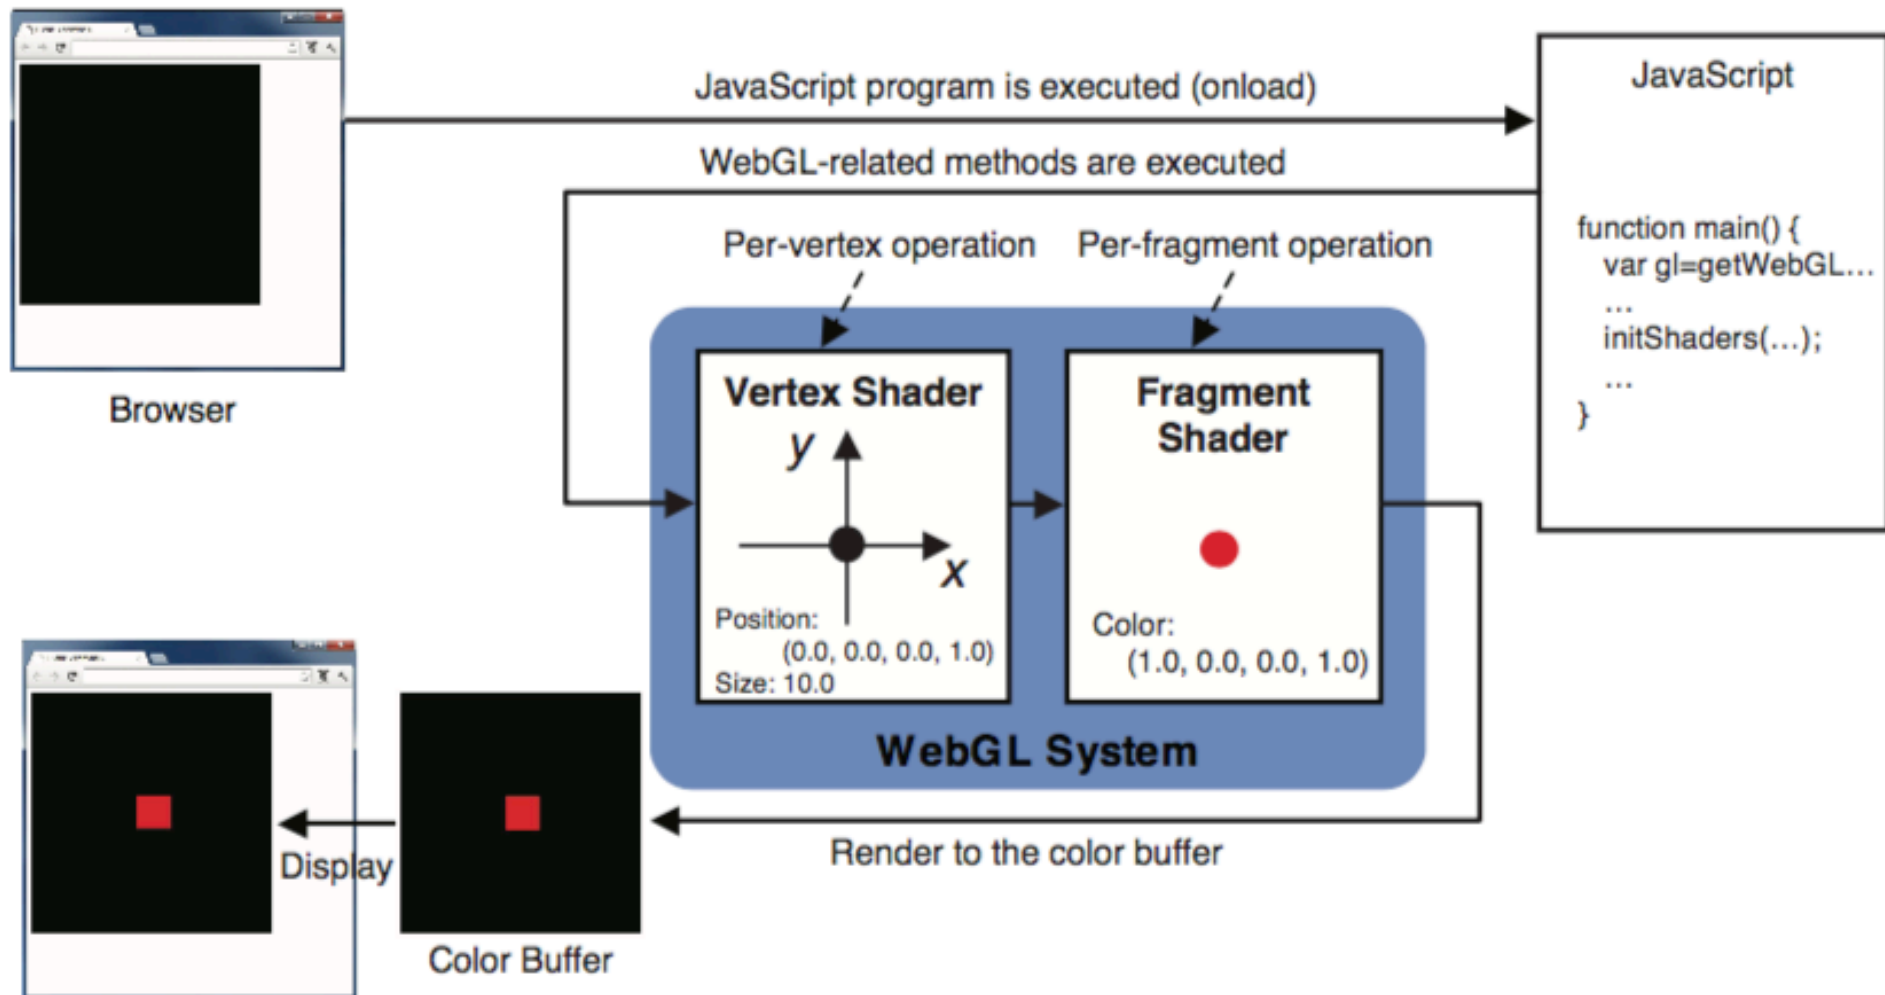 JavaScript program is executed (onload)
WebGL-related methods are executed
JavaScript
function main() {
var gl=getWebGL...
...
initShaders(...);
...
}
Browser
Per-vertex operation
Per-fragment operation
Vertex Shader
y
x
Position:
(0.0, 0.0, 0.0, 1.0)
Size: 10.0
Fragment
Shader
Color:
(1.0, 0.0, 0.0, 1.0)
WebGL System
Render to the color buffer
Display
Color Buffer